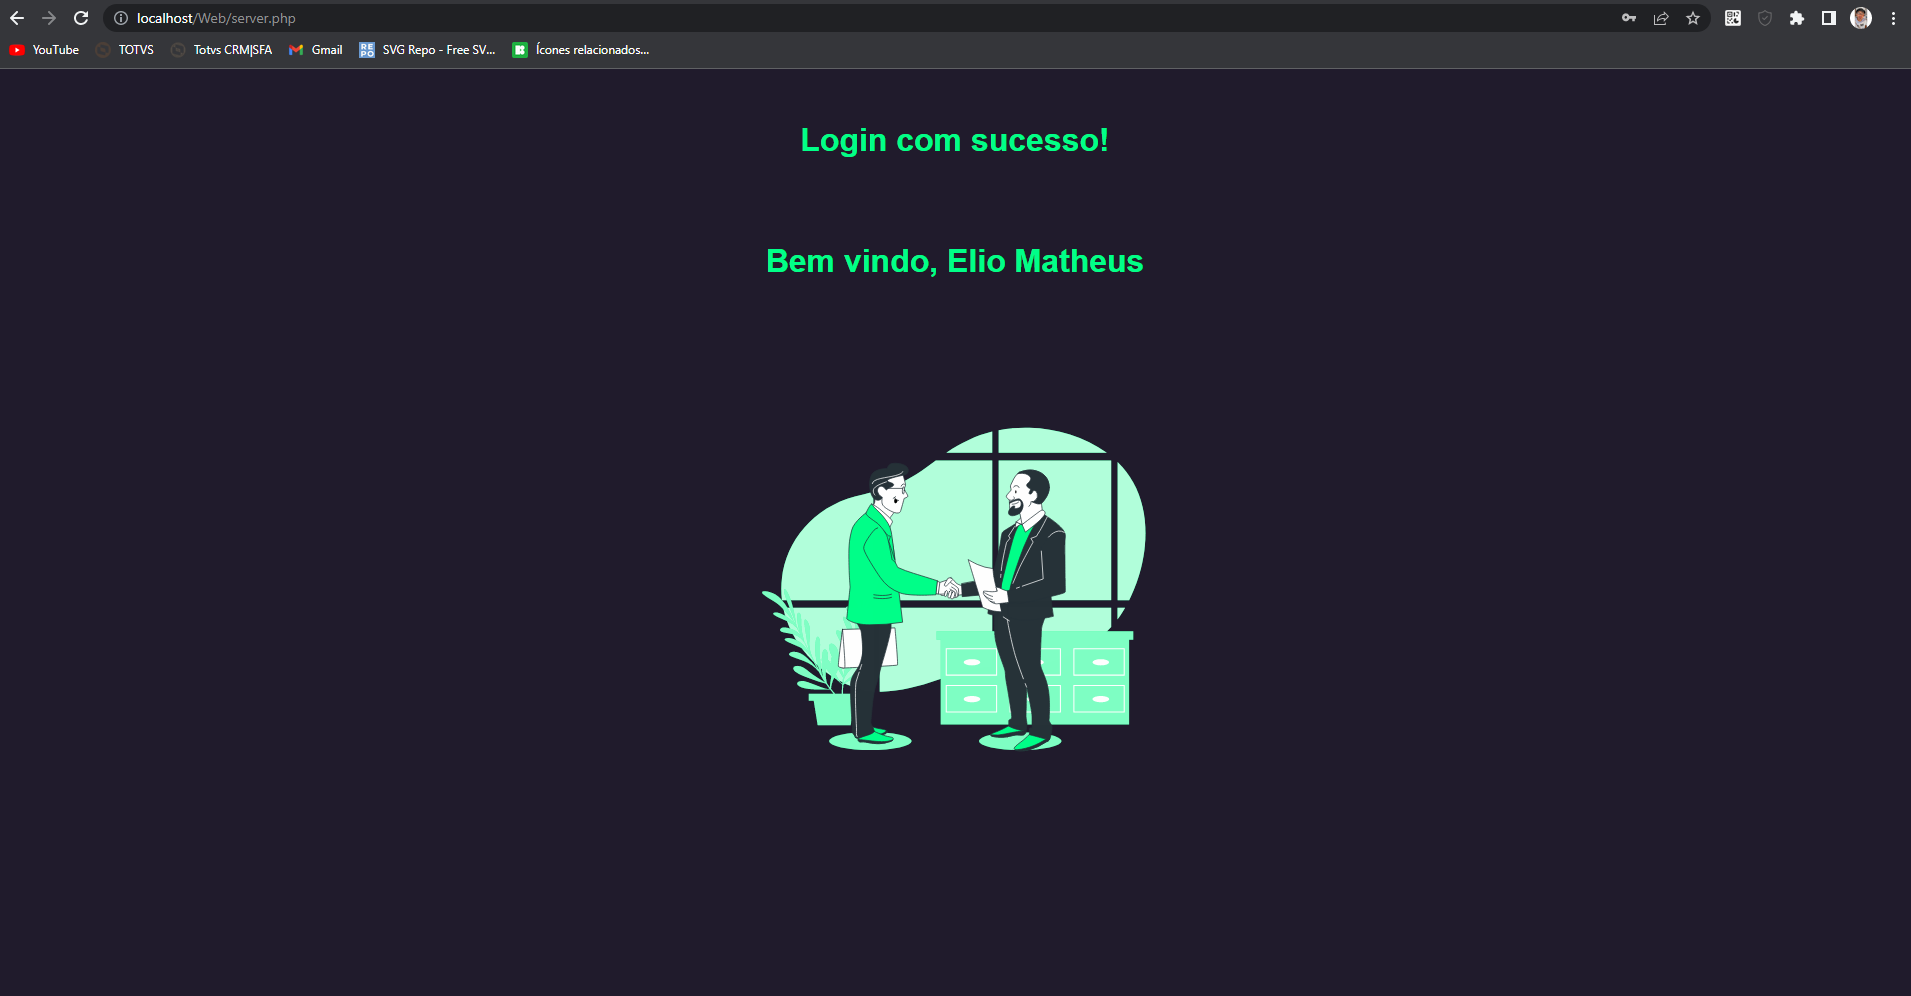 localhost/Web/server.php
YouTube TOTVS Totvs CRM|SFA Gmail SVG Repo - Free SV... Ícones relacionados...
Login com sucesso!
Bem vindo, Elio Matheus